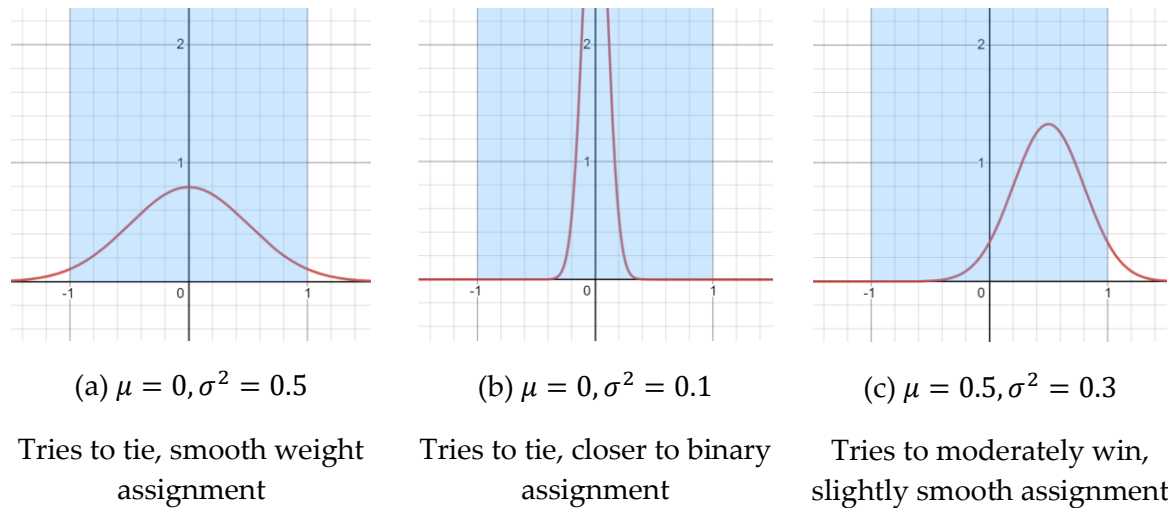 2
1
-1
0
1
2
1
-1
0
1
2
1
-1
0
1
(a) 𝜇 = 0, 𝜎² = 0.5
(b) 𝜇 = 0, 𝜎² = 0.1
(c) 𝜇 = 0.5, 𝜎² = 0.3
Tries to tie, smooth weight
assignment
Tries to tie, closer to binary
assignment
Tries to moderately win,
slightly smooth assignment